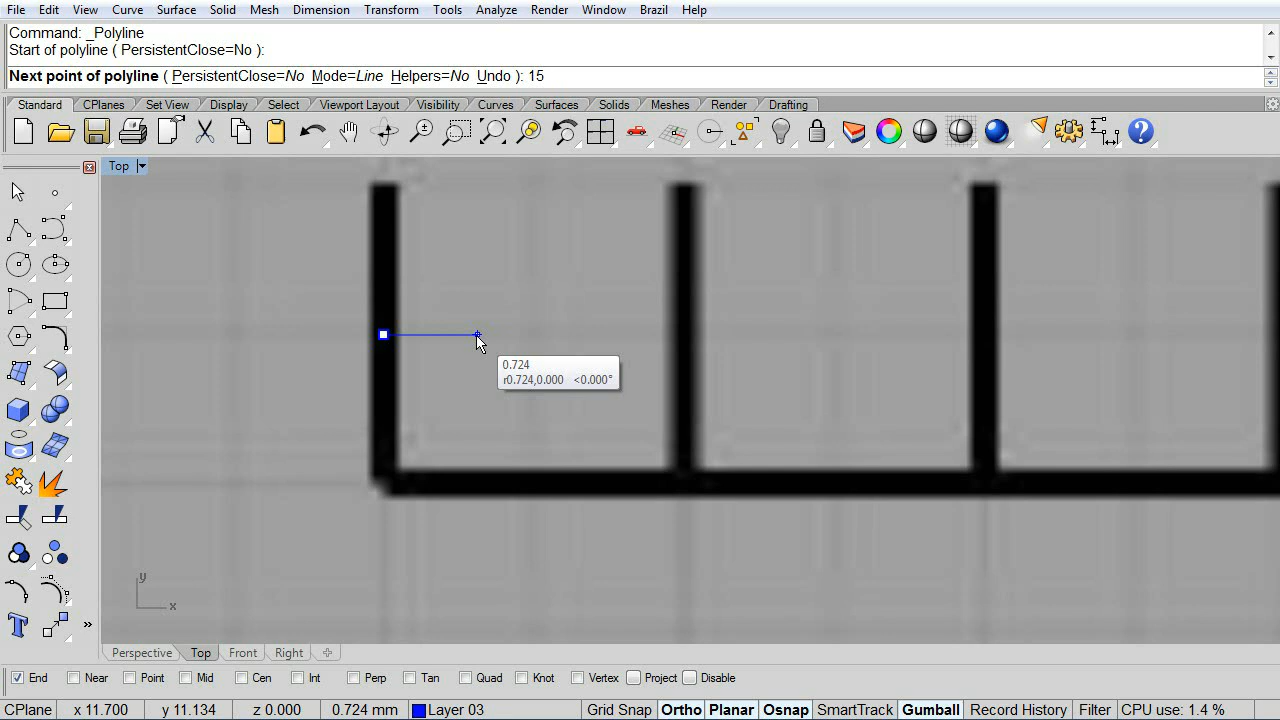 File Edit View Curve Surface Solid Mesh Dimension Transform Tools Analyze Render Window Brazil Help
Command: _Polyline
Start of polyline ( PersistentClose=No ):
Next point of polyline ( PersistentClose=No Mode=Line Helpers=No Undo ): 15
Standard CPlanes Set View Display Select Viewport Layout Visibility Curves Surfaces Solids Meshes Render Drafting
Top
0.724
r0.724,0.000 <0.000°
y
x
Perspective Top Front Right
End Near Point Mid Cen Int Perp Tan Quad Knot Vertex Project Disable
CPlane x 11.700 y 11.134 z 0.000 0.724 mm Layer 03 Grid Snap Ortho Planar Osnap SmartTrack Gumball Record History Filter CPU use: 1.4 %